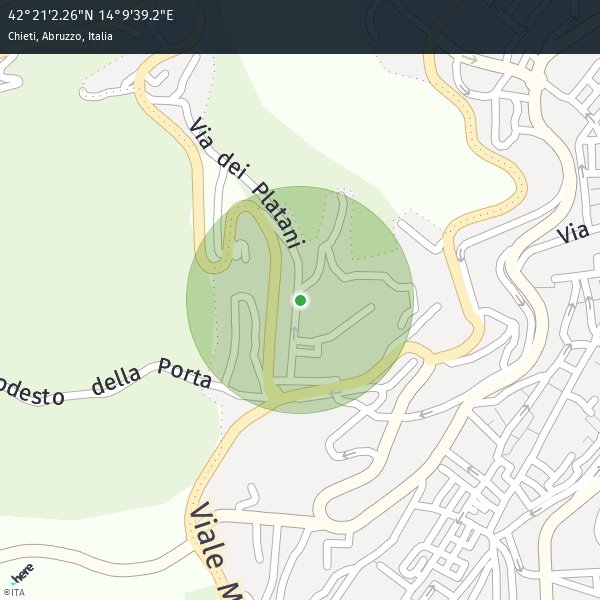 42°21'2.26"N 14°9'39.2"E
Chieti, Abruzzo, Italia
Via dei Platani
Via
odesto della Porta
Viale M
here
©ITA